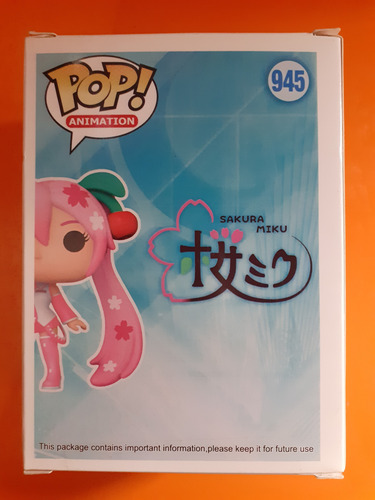 POP!
ANIMATION
945
SAKURA
MIKU
桜ミク
This package contains important information,please keep it for future use